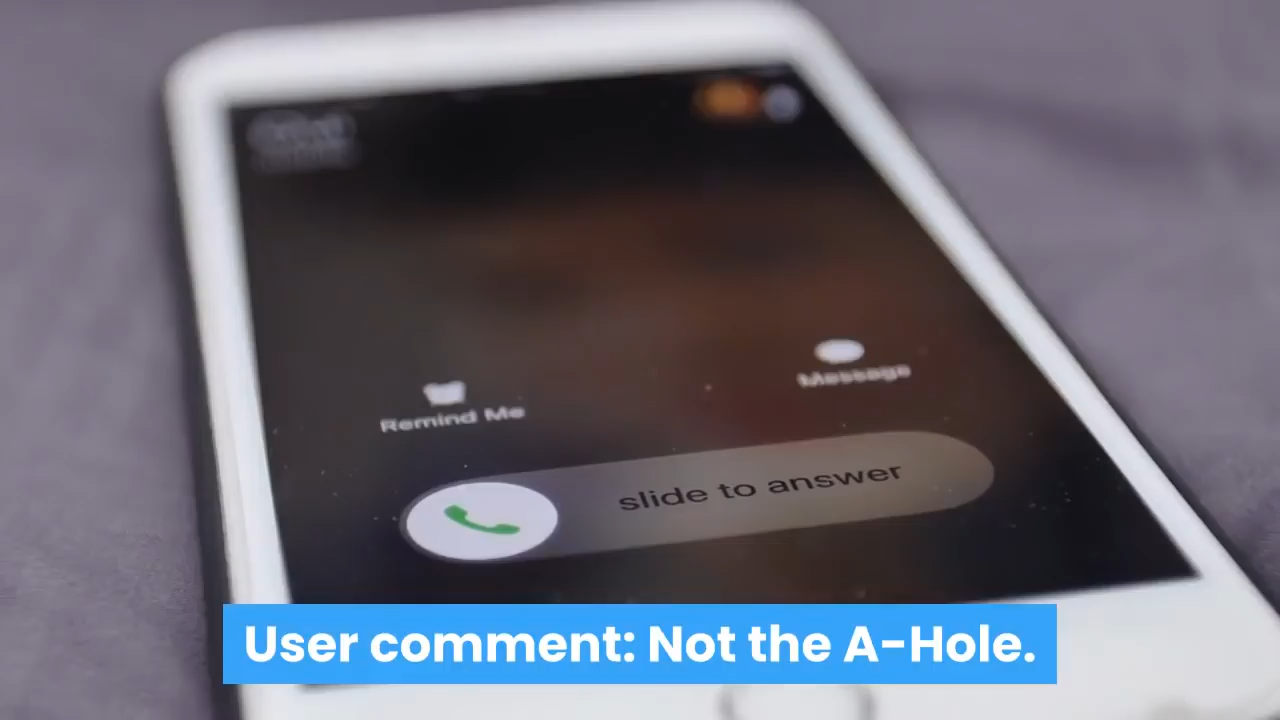 Message
Remind Me
slide to answer
User comment: Not the A-Hole.